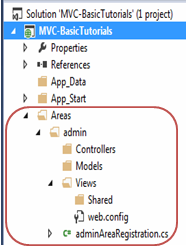 Solution 'MVC-BasicTutorials' (1 project)
MVC-BasicTutorials
Properties
References
App_Data
App_Start
Areas
admin
Controllers
Models
Views
Shared
web.config
C# adminAreaRegistration.cs